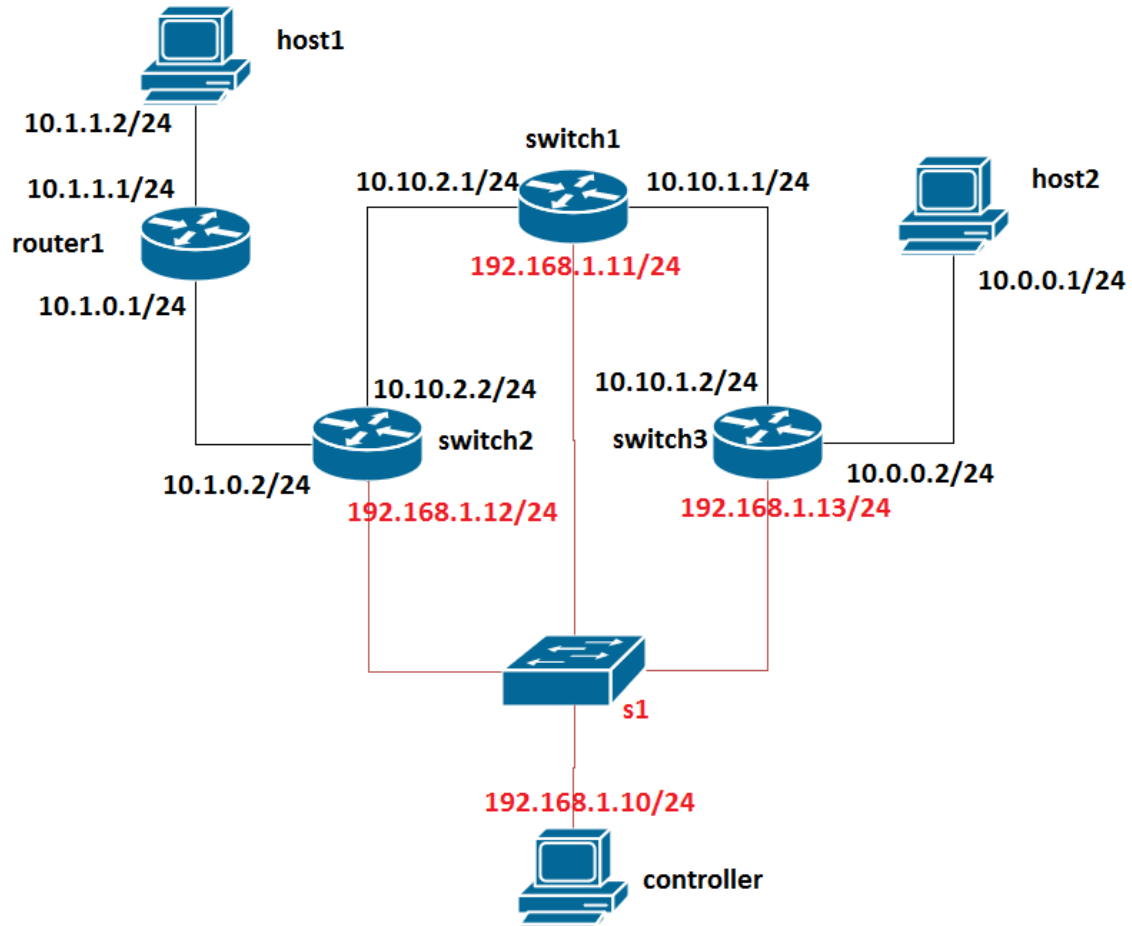 host1
10.1.1.2/24
switch1
host2
10.1.1.1/24
10.10.2.1/24
10.10.1.1/24
router1
192.168.1.11/24
10.0.0.1/24
10.1.0.1/24
10.10.2.2/24
10.10.1.2/24
switch2
switch3
10.1.0.2/24
10.0.0.2/24
192.168.1.12/24
192.168.1.13/24
s1
192.168.1.10/24
controller